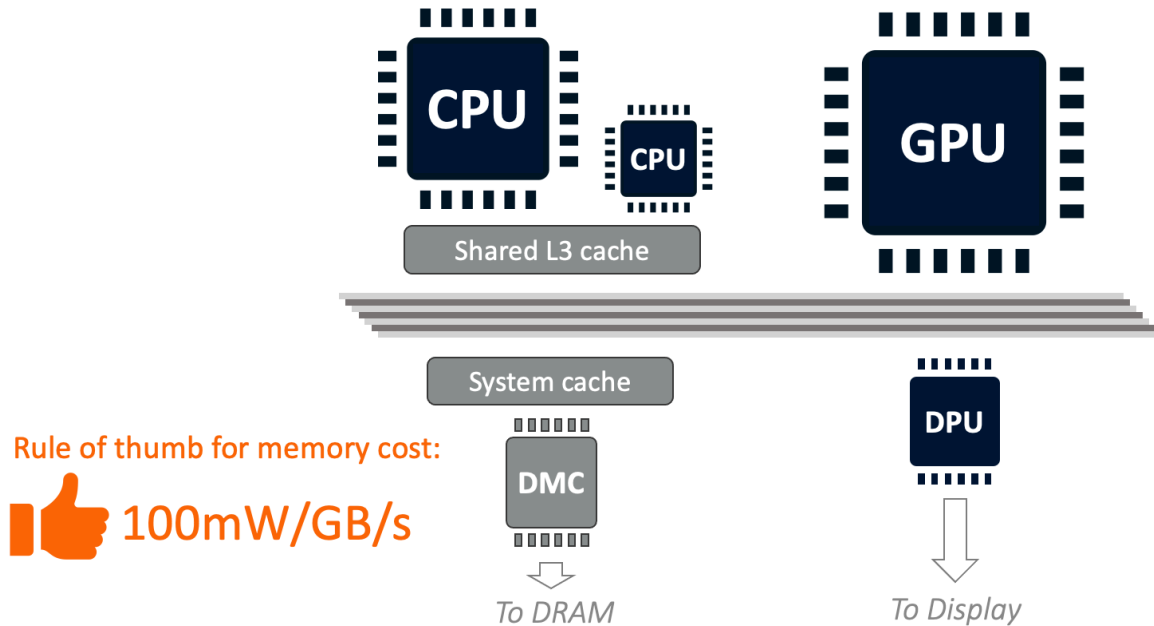 CPU
CPU
GPU
Shared L3 cache
System cache
DPU
Rule of thumb for memory cost:
DMC
100mW/GB/s
To DRAM
To Display